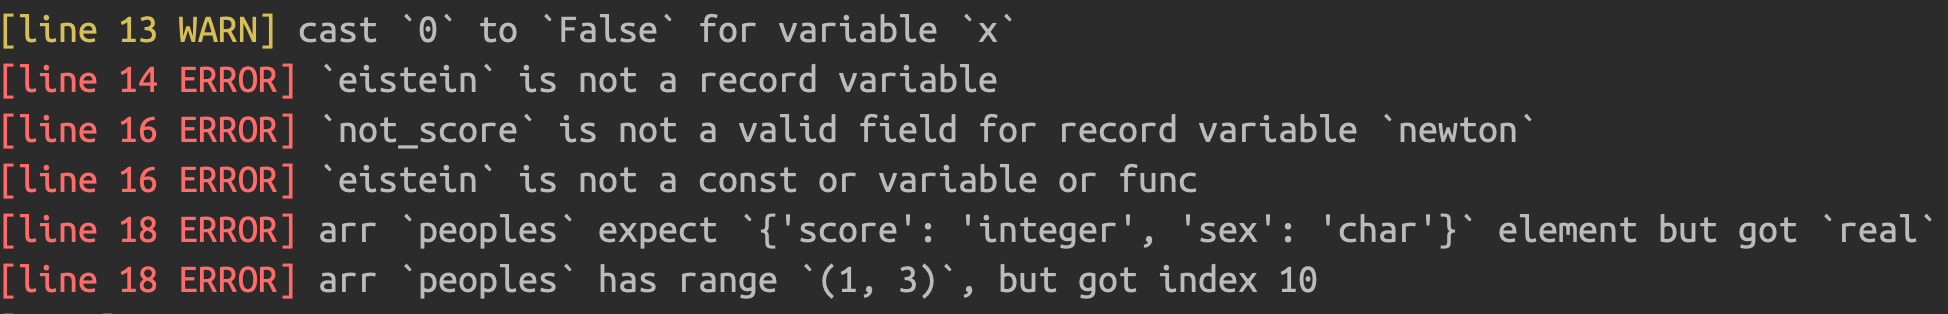 [line 13 WARN] cast `0` to `False` for variable `x`
[line 14 ERROR] `eistein` is not a record variable
[line 16 ERROR] `not_score` is not a valid field for record variable `newton`
[line 16 ERROR] `eistein` is not a const or variable or func
[line 18 ERROR] arr `peoples` expect `{'score': 'integer', 'sex': 'char'}` element but got `real`
[line 18 ERROR] arr `peoples` has range `(1, 3)`, but got index 10